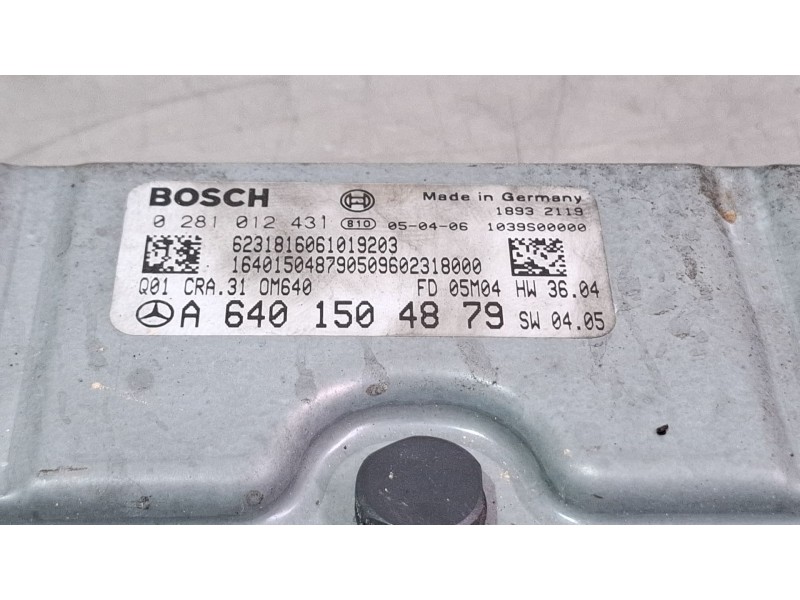 BOSCH
Made in Germany
1893 2119
0 281 012 431 810 05-04-06 1039S00000
6231816061019203
164015048790509602318000
Q01 CRA.31 OM640 FD 05M04 HW 36.04
A 640 150 48 79 SW 04.05